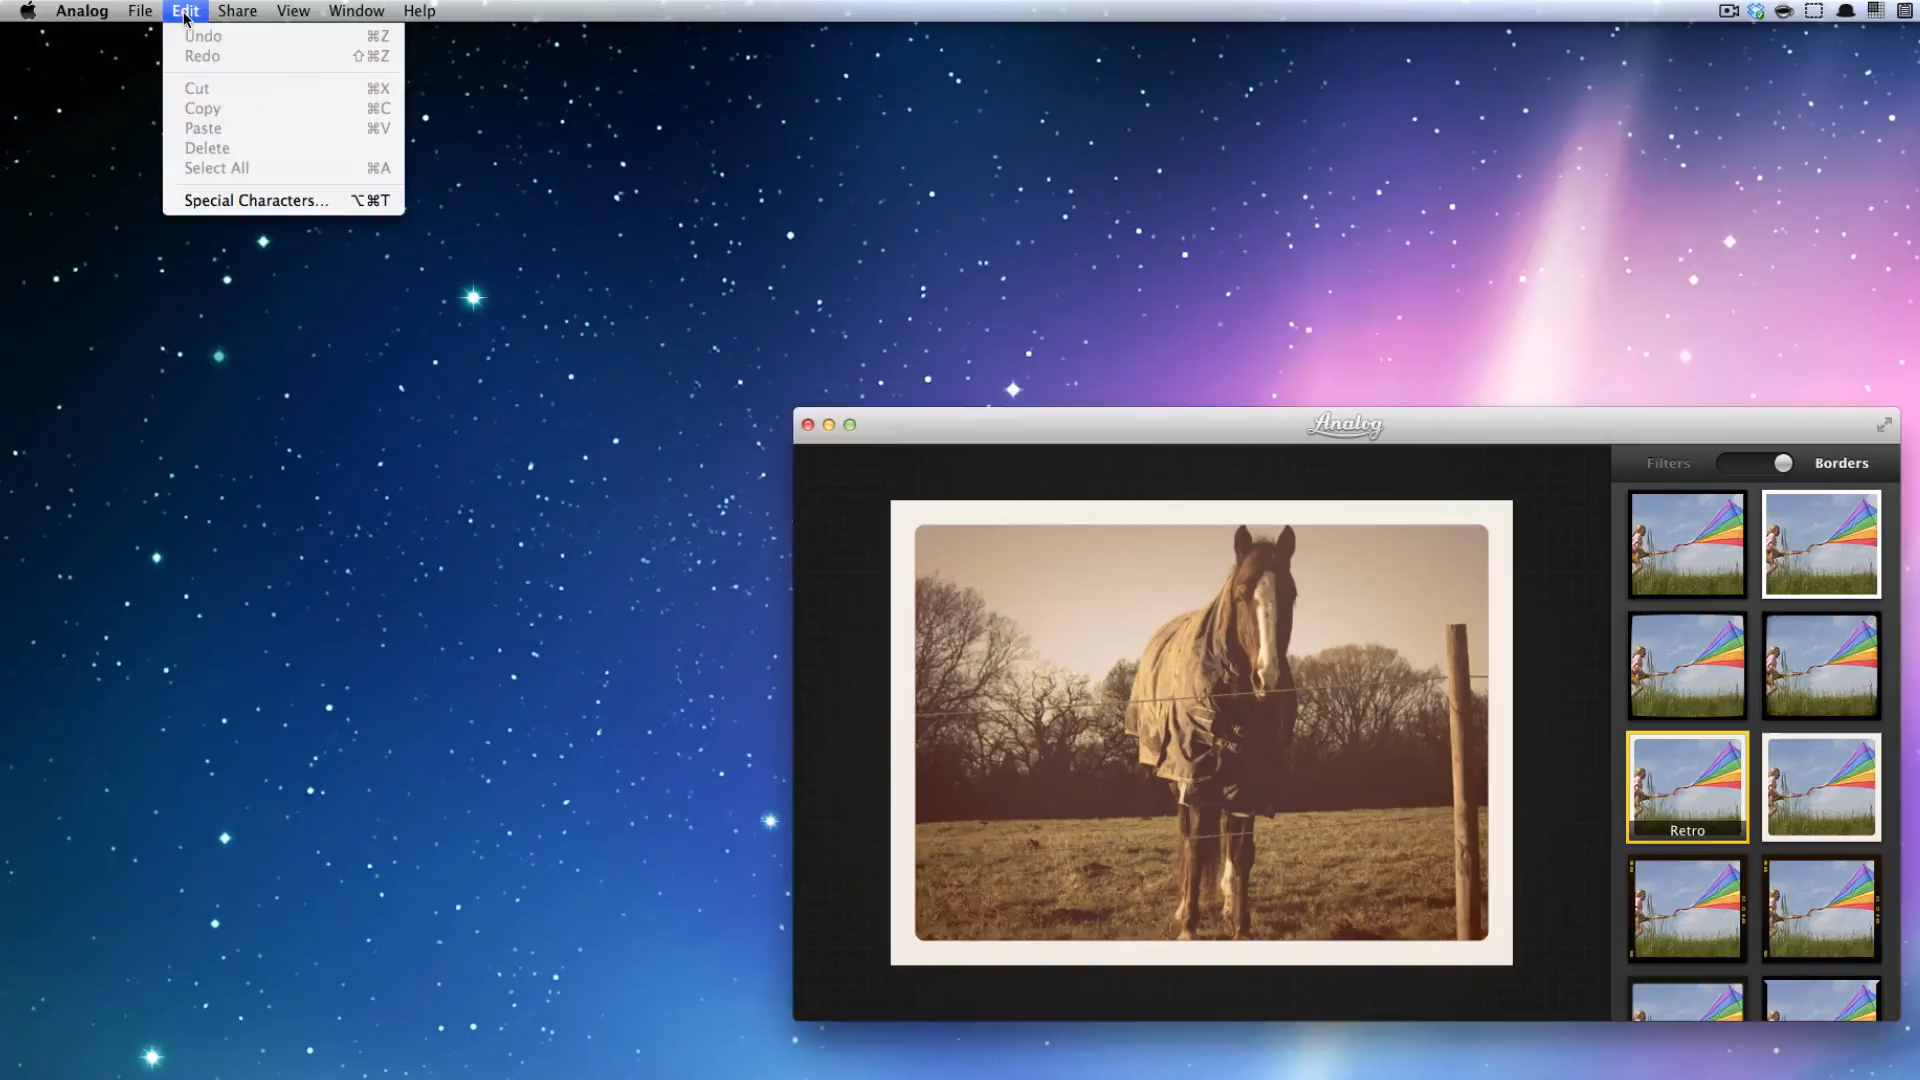 Analog File Edit Share View Window Help
Undo ⌘Z
Redo ⇧⌘Z
Cut ⌘X
Copy ⌘C
Paste ⌘V
Delete
Select All ⌘A
Special Characters... ⌥⌘T
Analog
Filters Borders
Retro